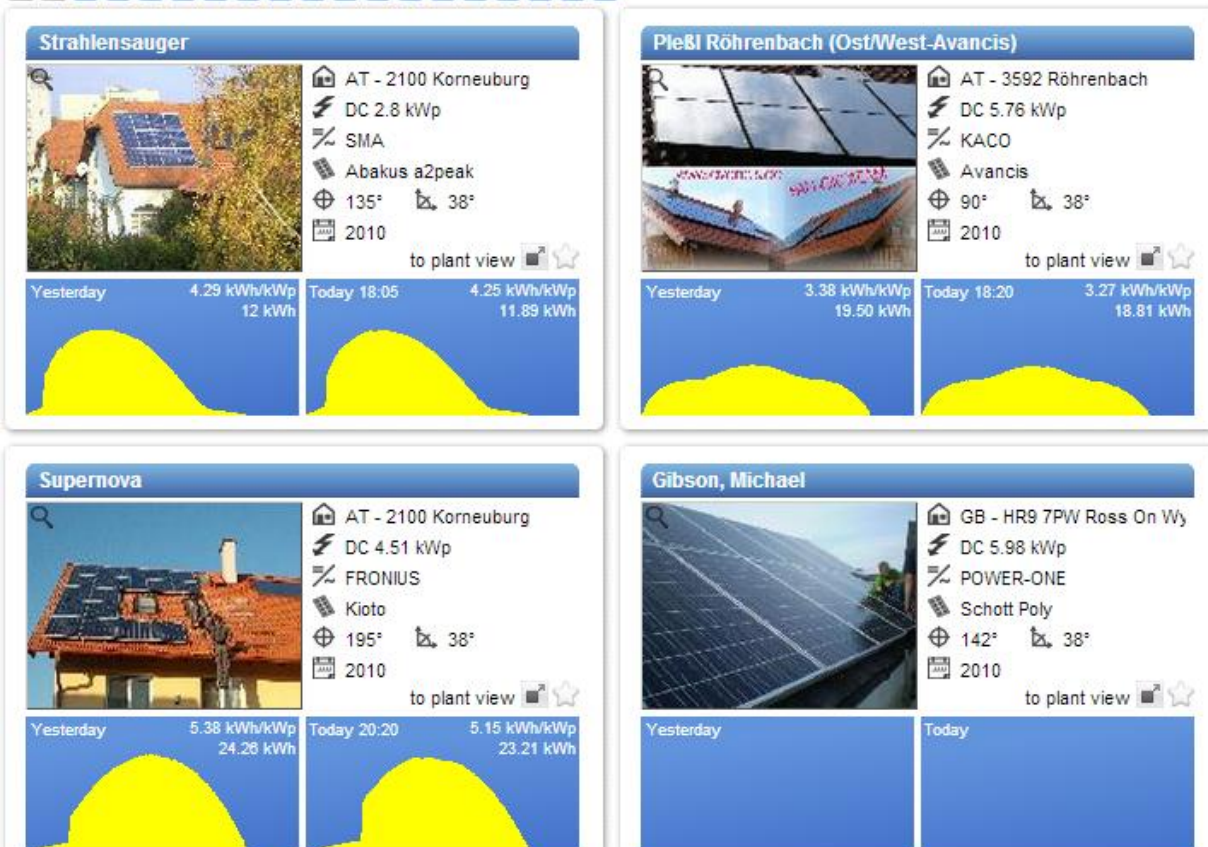 Strahlensauger
AT - 2100 Korneuburg
DC 2.8 kWp
SMA
Abakus a2peak
135° 38°
2010
to plant view
Yesterday 4.29 kWh/kWp
12 kWh
Today 18:05 4.25 kWh/kWp
11.89 kWh
Pleßl Röhrenbach (Ost/West-Avancis)
AT - 3592 Röhrenbach
DC 5.76 kWp
KACO
Avancis
90° 38°
2010
to plant view
Yesterday 3.38 kWh/kWp
19.50 kWh
Today 18:20 3.27 kWh/kWp
18.81 kWh
Supernova
AT - 2100 Korneuburg
DC 4.51 kWp
FRONIUS
Kioto
195° 38°
2010
to plant view
Yesterday 5.38 kWh/kWp
24.26 kWh
Today 20:20 5.15 kWh/kWp
23.21 kWh
Gibson, Michael
GB - HR9 7PW Ross On Wy
DC 5.98 kWp
POWER-ONE
Schott Poly
142° 38°
2010
to plant view
Yesterday
Today